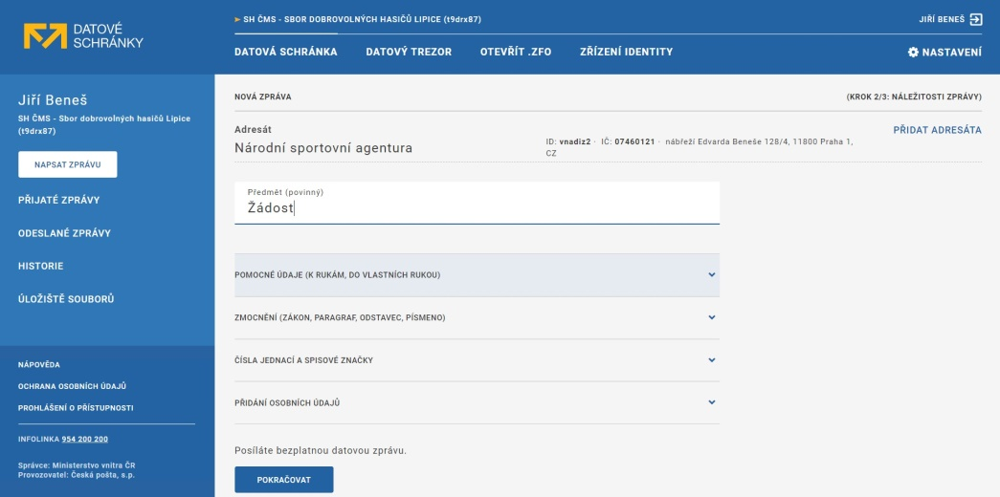 DATOVÉ
SCHRÁNKY
► SH ČMS - SBOR DOBROVOLNÝCH HASIČŮ LIPICE (t9drx87)
JIŘÍ BENEŠ
DATOVÁ SCHRÁNKA DATOVÝ TREZOR OTEVŘÍT .ZFO ZŘÍZENÍ IDENTITY
NASTAVENÍ
Jiří Beneš
SH ČMS - Sbor dobrovolných hasičů Lipice
(t9drx87)
NAPSAT ZPRÁVU
PŘIJATÉ ZPRÁVY
ODESLANÉ ZPRÁVY
HISTORIE
ÚLOŽIŠTĚ SOUBORŮ
NÁPOVĚDA
OCHRANA OSOBNÍCH ÚDAJŮ
PROHLÁŠENÍ O PŘÍSTUPNOSTI
INFOLINKA 954 200 200
Správce: Ministerstvo vnitra ČR
Provozovatel: Česká pošta, s.p.
NOVÁ ZPRÁVA
(KROK 2/3: NÁLEŽITOSTI ZPRÁVY)
Adresát
PŘIDAT ADRESÁTA
Národní sportovní agentura
ID: vnadiz2 · IČ: 07460121 · nábřeží Edvarda Beneše 128/4, 11800 Praha 1,
CZ
Předmět (povinný)
Žádost
POMOCNÉ ÚDAJE (K RUKÁM, DO VLASTNÍCH RUKOU)
ZMOCNĚNÍ (ZÁKON, PARAGRAF, ODSTAVEC, PÍSMENO)
ČÍSLA JEDNACÍ A SPISOVÉ ZNAČKY
PŘIDÁNÍ OSOBNÍCH ÚDAJŮ
Posíláte bezplatnou datovou zprávu.
POKRAČOVAT